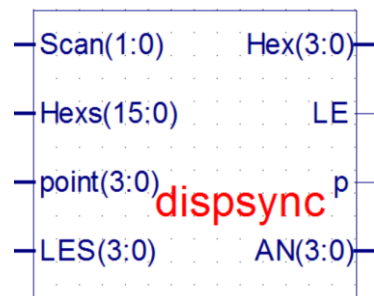 Scan(1:0) Hex(3:0)
Hexs(15:0) LE
point(3:0) dispsync p
LES(3:0) AN(3:0)